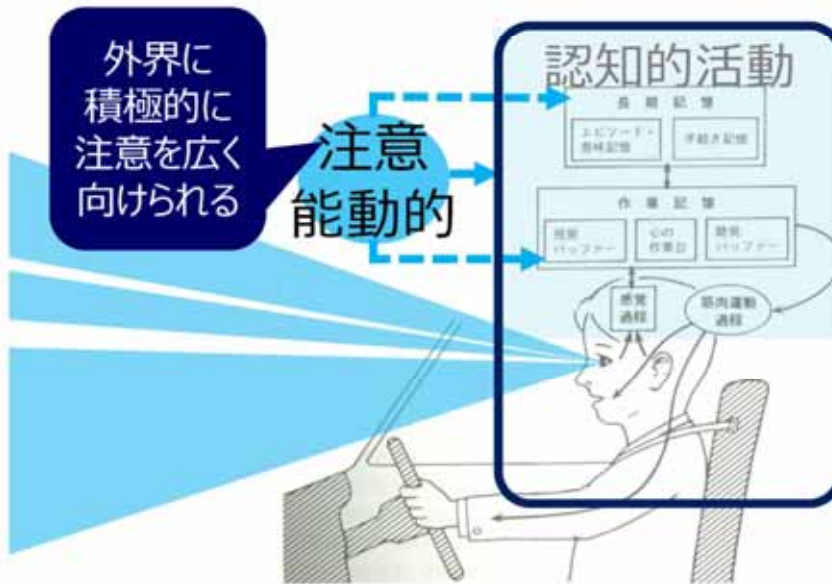 外界に
積極的に
注意を広く
向けられる
注意
能動的
認知的活動
長期記憶
エピソード・
意味記憶
手続き記憶
作業記憶
視覚
バッファー
心の
作業台
聴覚
バッファー
感覚
過程
筋肉運動
過程